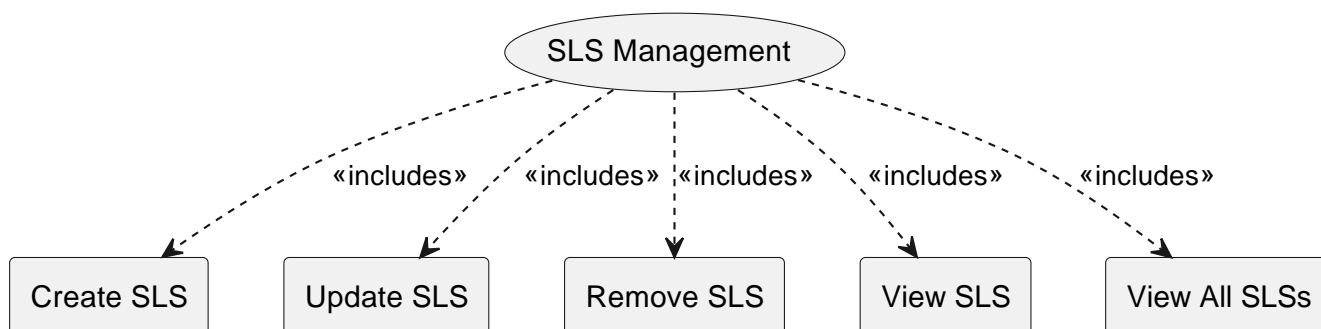 SLS Management
«includes» «includes» «includes» «includes» «includes»
Create SLS Update SLS Remove SLS View SLS View All SLSs